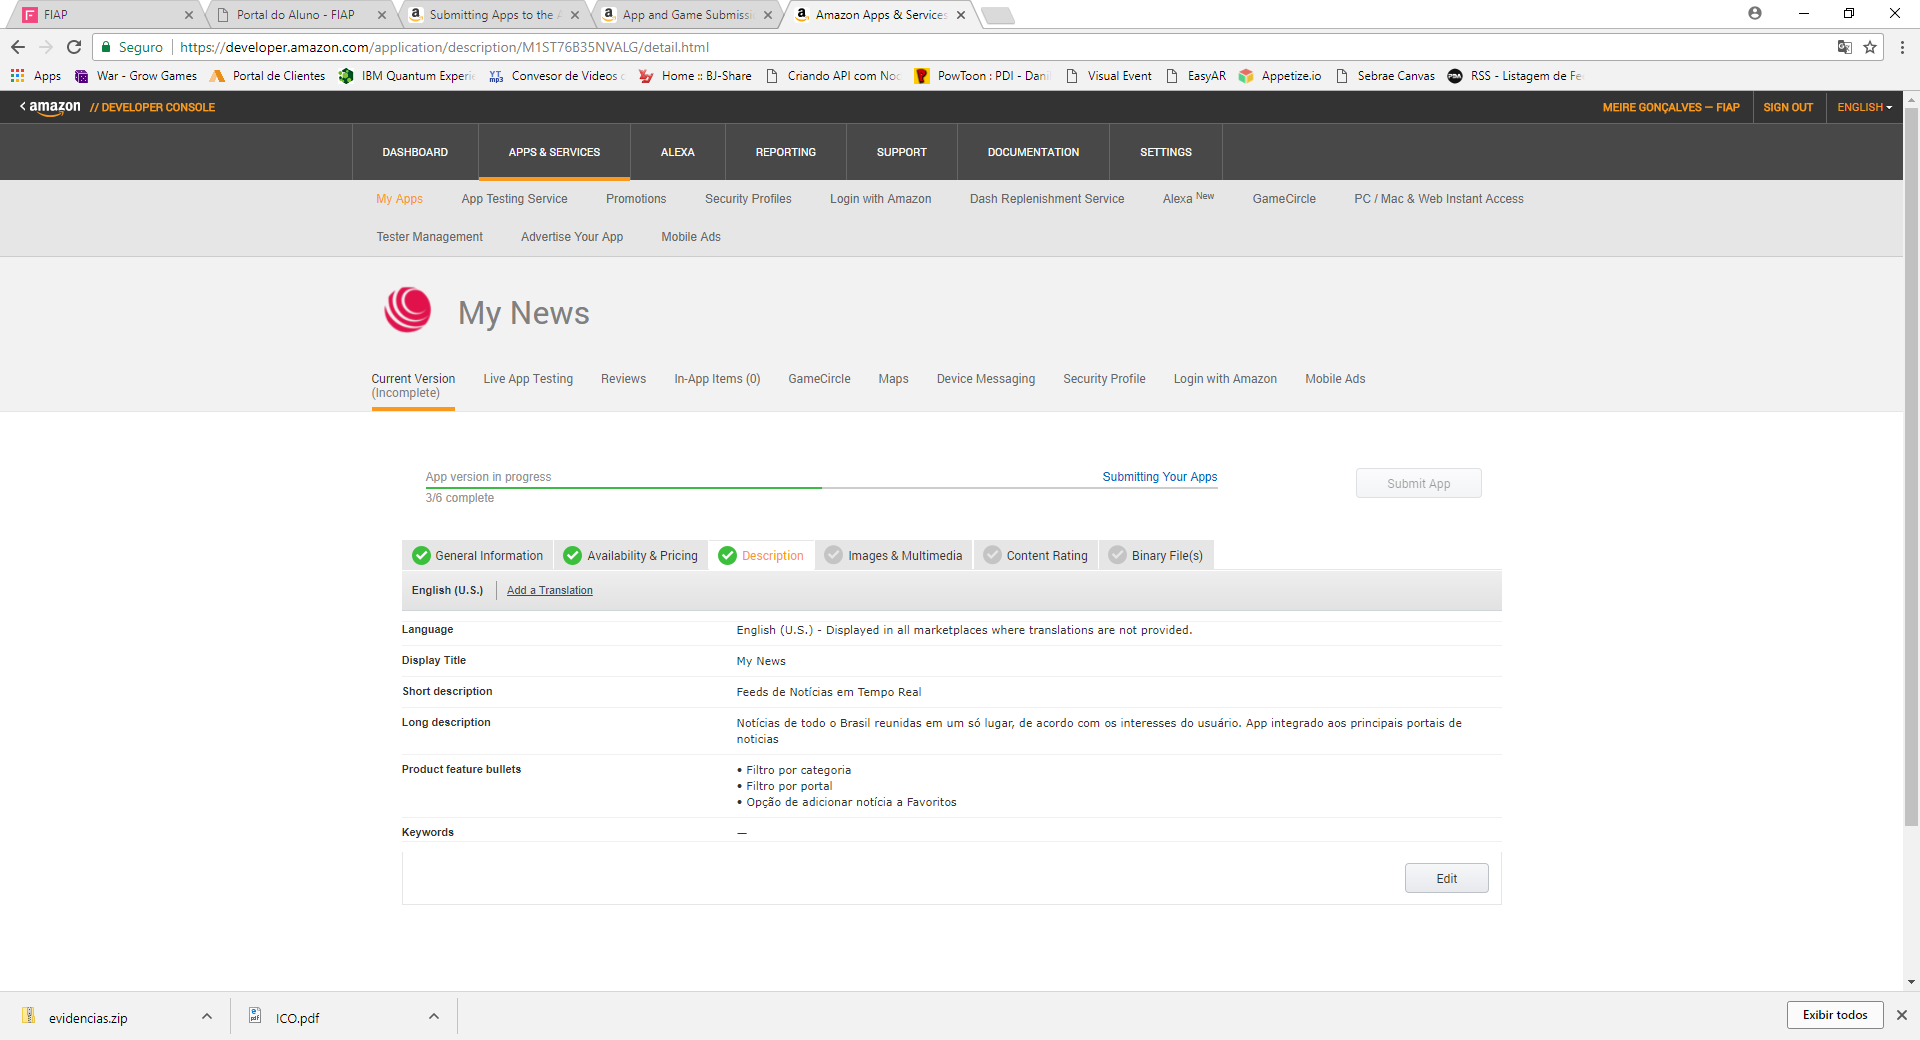 FIAP
Portal do Aluno - FIAP
Submitting Apps to the
App and Game Submiss
Amazon Apps & Services
Seguro
https://developer.amazon.com/application/description/M1ST76B35NVALG/detail.html
Apps
War - Grow Games
Portal de Clientes
IBM Quantum Experie
Convesor de Videos
Home :: BJ-Share
Criando API com Noc
PowToon : PDI - Dani
Visual Event
EasyAR
Appetize.io
Sebrae Canvas
RSS - Listagem de Fe
amazon // DEVELOPER CONSOLE
MEIRE GONÇALVES — FIAP
SIGN OUT
ENGLISH
DASHBOARD
APPS & SERVICES
ALEXA
REPORTING
SUPPORT
DOCUMENTATION
SETTINGS
My Apps
App Testing Service
Promotions
Security Profiles
Login with Amazon
Dash Replenishment Service
Alexa New
GameCircle
PC / Mac & Web Instant Access
Tester Management
Advertise Your App
Mobile Ads
My News
Current Version
(Incomplete)
Live App Testing
Reviews
In-App Items (0)
GameCircle
Maps
Device Messaging
Security Profile
Login with Amazon
Mobile Ads
App version in progress
Submitting Your Apps
3/6 complete
Submit App
General Information
Availability & Pricing
Description
Images & Multimedia
Content Rating
Binary File(s)
English (U.S.)
Add a Translation
Language
English (U.S.) - Displayed in all marketplaces where translations are not provided.
Display Title
My News
Short description
Feeds de Notícias em Tempo Real
Long description
Notícias de todo o Brasil reunidas em um só lugar, de acordo com os interesses do usuário. App integrado aos principais portais de
noticias
Product feature bullets
• Filtro por categoria
• Filtro por portal
• Opção de adicionar notícia a Favoritos
Keywords
—
Edit
evidencias.zip
ICO.pdf
Exibir todos